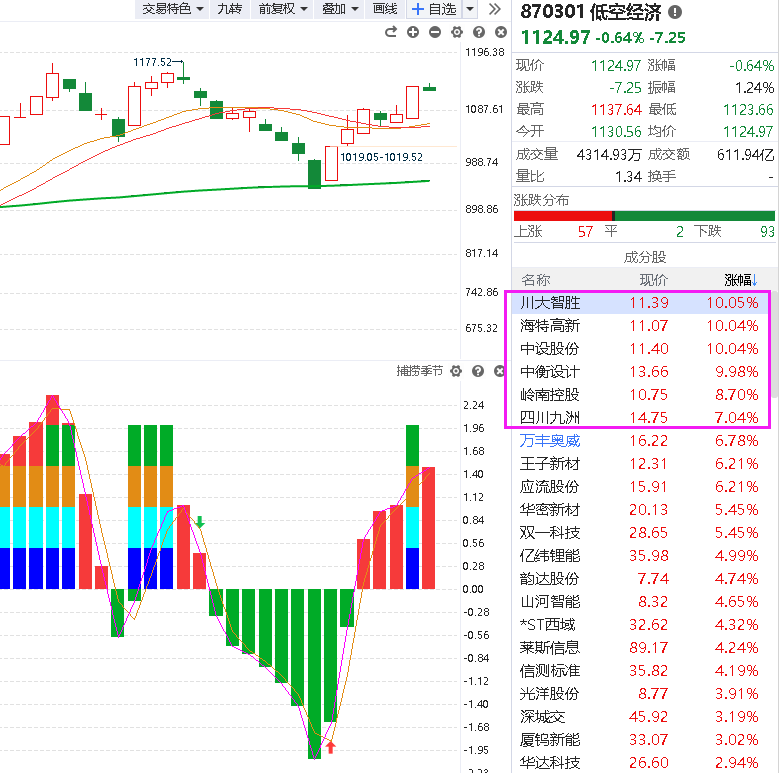 交易特色 九转 前复权 叠加 画线 自选
1177.52
1196.38
1087.61
988.74
898.86
817.14
742.86
675.32
1019.05-1019.52
捕捞季节
2.24
1.96
1.68
1.40
1.12
0.84
0.56
0.28
0.00
-0.28
-0.56
-0.84
-1.12
-1.40
-1.68
-1.95
870301 低空经济
1124.97 -0.64% -7.25
现价 1124.97 涨幅 -0.64%
涨跌 -7.25 振幅 1.24%
最高 1137.64 最低 1123.66
今开 1130.56 均价 1124.97
成交量 4314.93万 成交额 611.94亿
量比 1.34 换手 -
涨跌分布
上涨 57 平 2 下跌 93
成分股
名称 现价 涨幅↓
川大智胜 11.39 10.05%
海特高新 11.07 10.04%
中设股份 11.40 10.04%
中衡设计 13.66 9.98%
岭南控股 10.75 8.70%
四川九洲 14.75 7.04%
万丰奥威 16.22 6.78%
王子新材 12.31 6.21%
应流股份 15.91 6.21%
华密新材 20.13 5.45%
双一科技 28.65 5.45%
亿纬锂能 35.98 4.99%
韵达股份 7.74 4.74%
山河智能 8.32 4.65%
*ST西域 32.62 4.32%
莱斯信息 89.17 4.24%
信测标准 35.82 4.19%
光洋股份 8.77 3.91%
深城交 45.92 3.19%
厦钨新能 33.07 3.02%
华达科技 26.60 2.94%